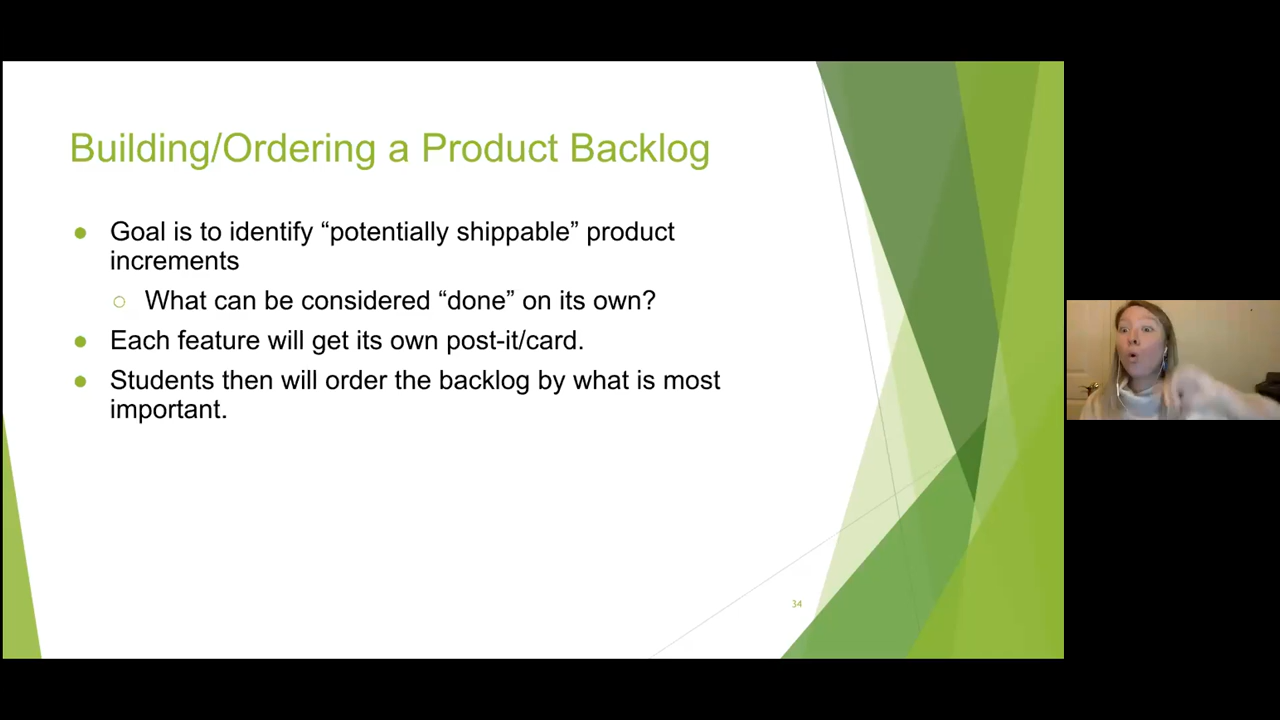 Building/Ordering a Product Backlog
● Goal is to identify “potentially shippable” product
increments
○ What can be considered “done” on its own?
● Each feature will get its own post-it/card.
● Students then will order the backlog by what is most
important.
34